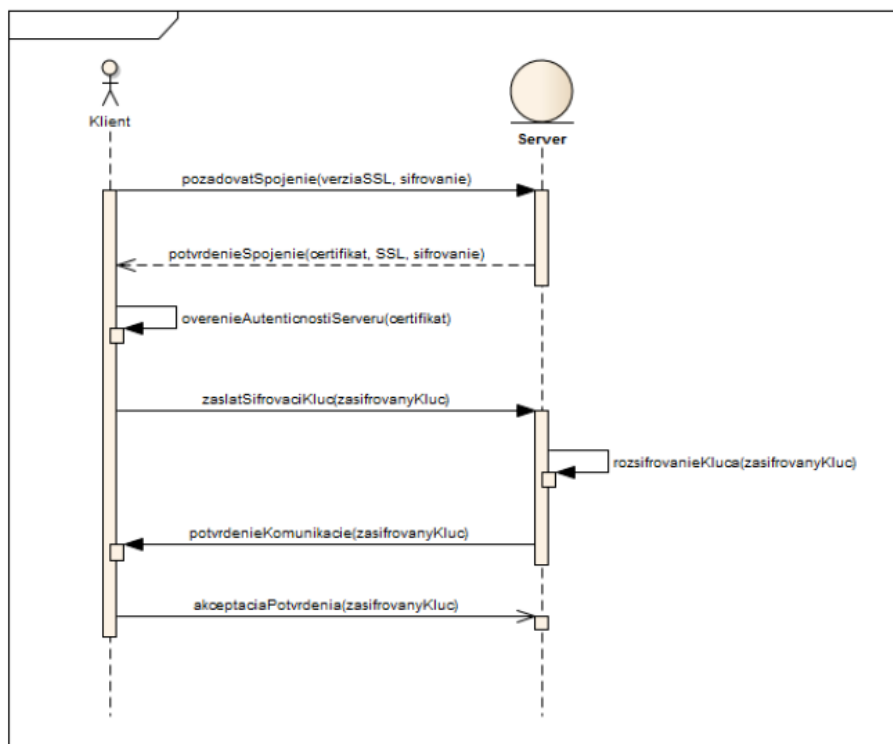 Klient
Server
pozadovatSpojenie(verziaSSL, sifrovanie)
potvrdenieSpojenie(certifikat, SSL, sifrovanie)
overenieAutenticnostiServeru(certifikat)
zaslatSifrovaciKluc(zasifrovanyKluc)
rozsifrovanieKluca(zasifrovanyKluc)
potvrdenieKomunikacie(zasifrovanyKluc)
akceptaciaPotvrdenia(zasifrovanyKluc)